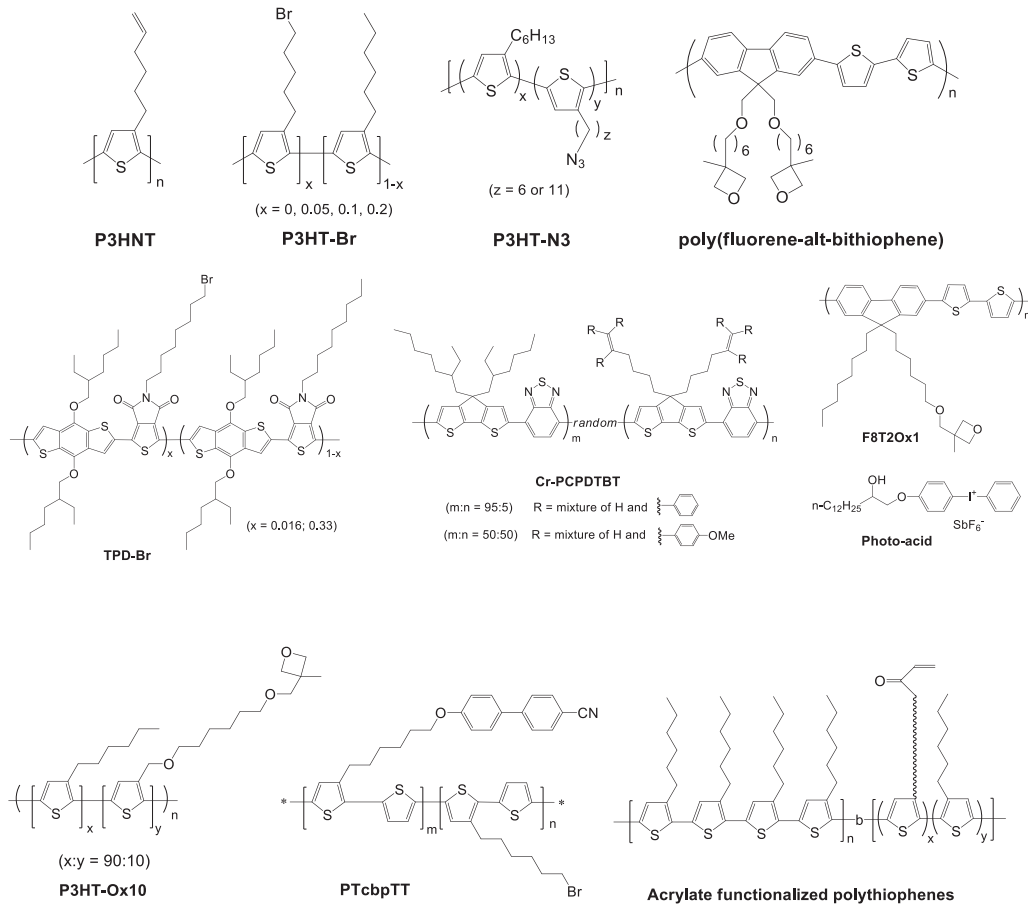 Br
C6H13
S
n
S
x
S
1-x
(x = 0, 0.05, 0.1, 0.2)
S
x
S
y
n
z
N3
(z = 6 or 11)
S
S
n
O
O
6
6
O
O
P3HNT
P3HT-Br
P3HT-N3
poly(fluorene-alt-bithiophene)
Br
N
O
O
O
S
S
S
x
N
O
O
O
S
S
S
1-x
O
O
(x = 0.016; 0.33)
TPD-Br
R
R
R
R
R
R
S
N
N
S
S
m
random
S
N
N
S
S
n
Cr-PCPDTBT
(m:n = 95:5) R = mixture of H and
(m:n = 50:50) R = mixture of H and OMe
S
S
n
O
O
F8T2Ox1
OH
n-C12H25
O
I+
SbF6-
Photo-acid
O
O
O
S
x
S
y
n
(x:y = 90:10)
P3HT-Ox10
O
CN
*
S
S
m
S
S
n
*
Br
PTcbpTT
O
S
S
S
S
n
b
S
x
S
y
Acrylate functionalized polythiophenes